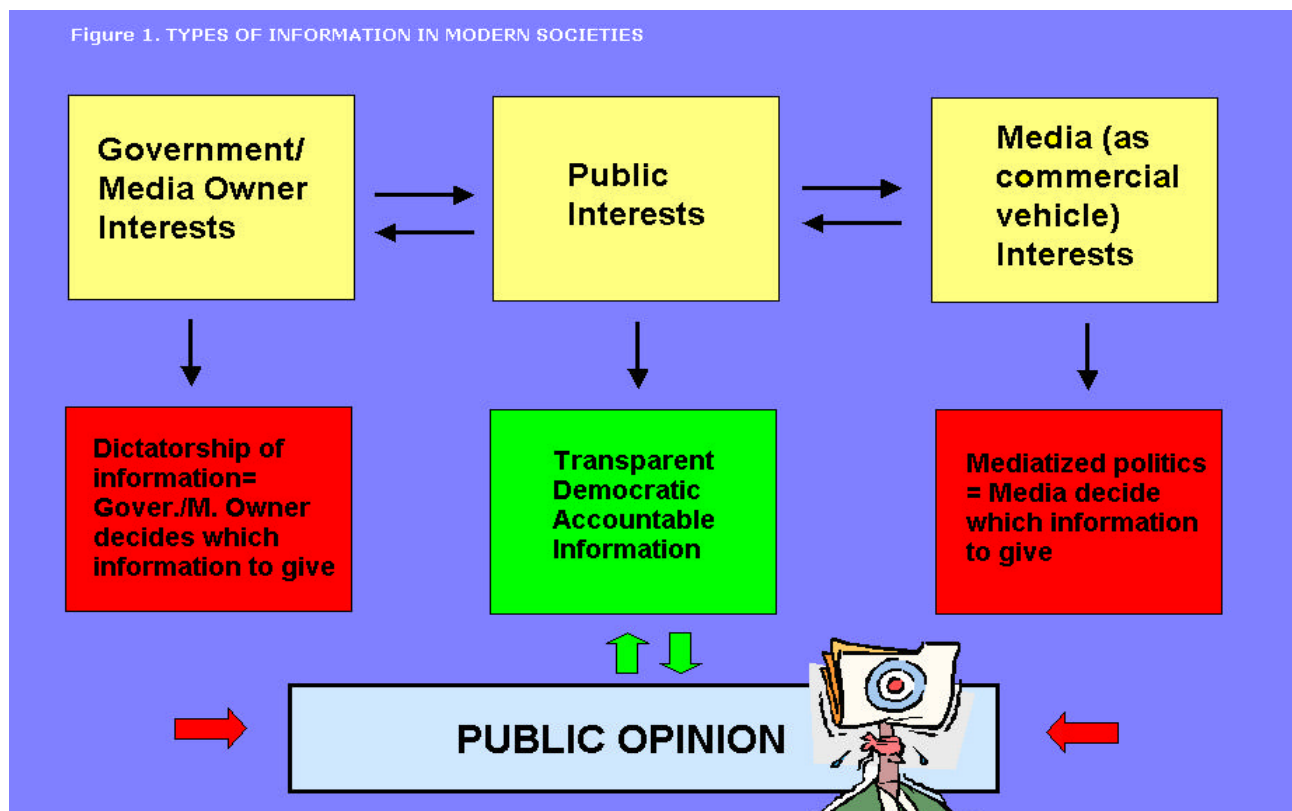 Figure 1. TYPES OF INFORMATION IN MODERN SOCIETIES
Government/
Media Owner
Interests
Public
Interests
Media (as
commercial
vehicle)
Interests
Dictatorship of
information=
Gover./M. Owner
decides which
information to give
Transparent
Democratic
Accountable
Information
Mediatized politics
= Media decide
which information
to give
PUBLIC OPINION